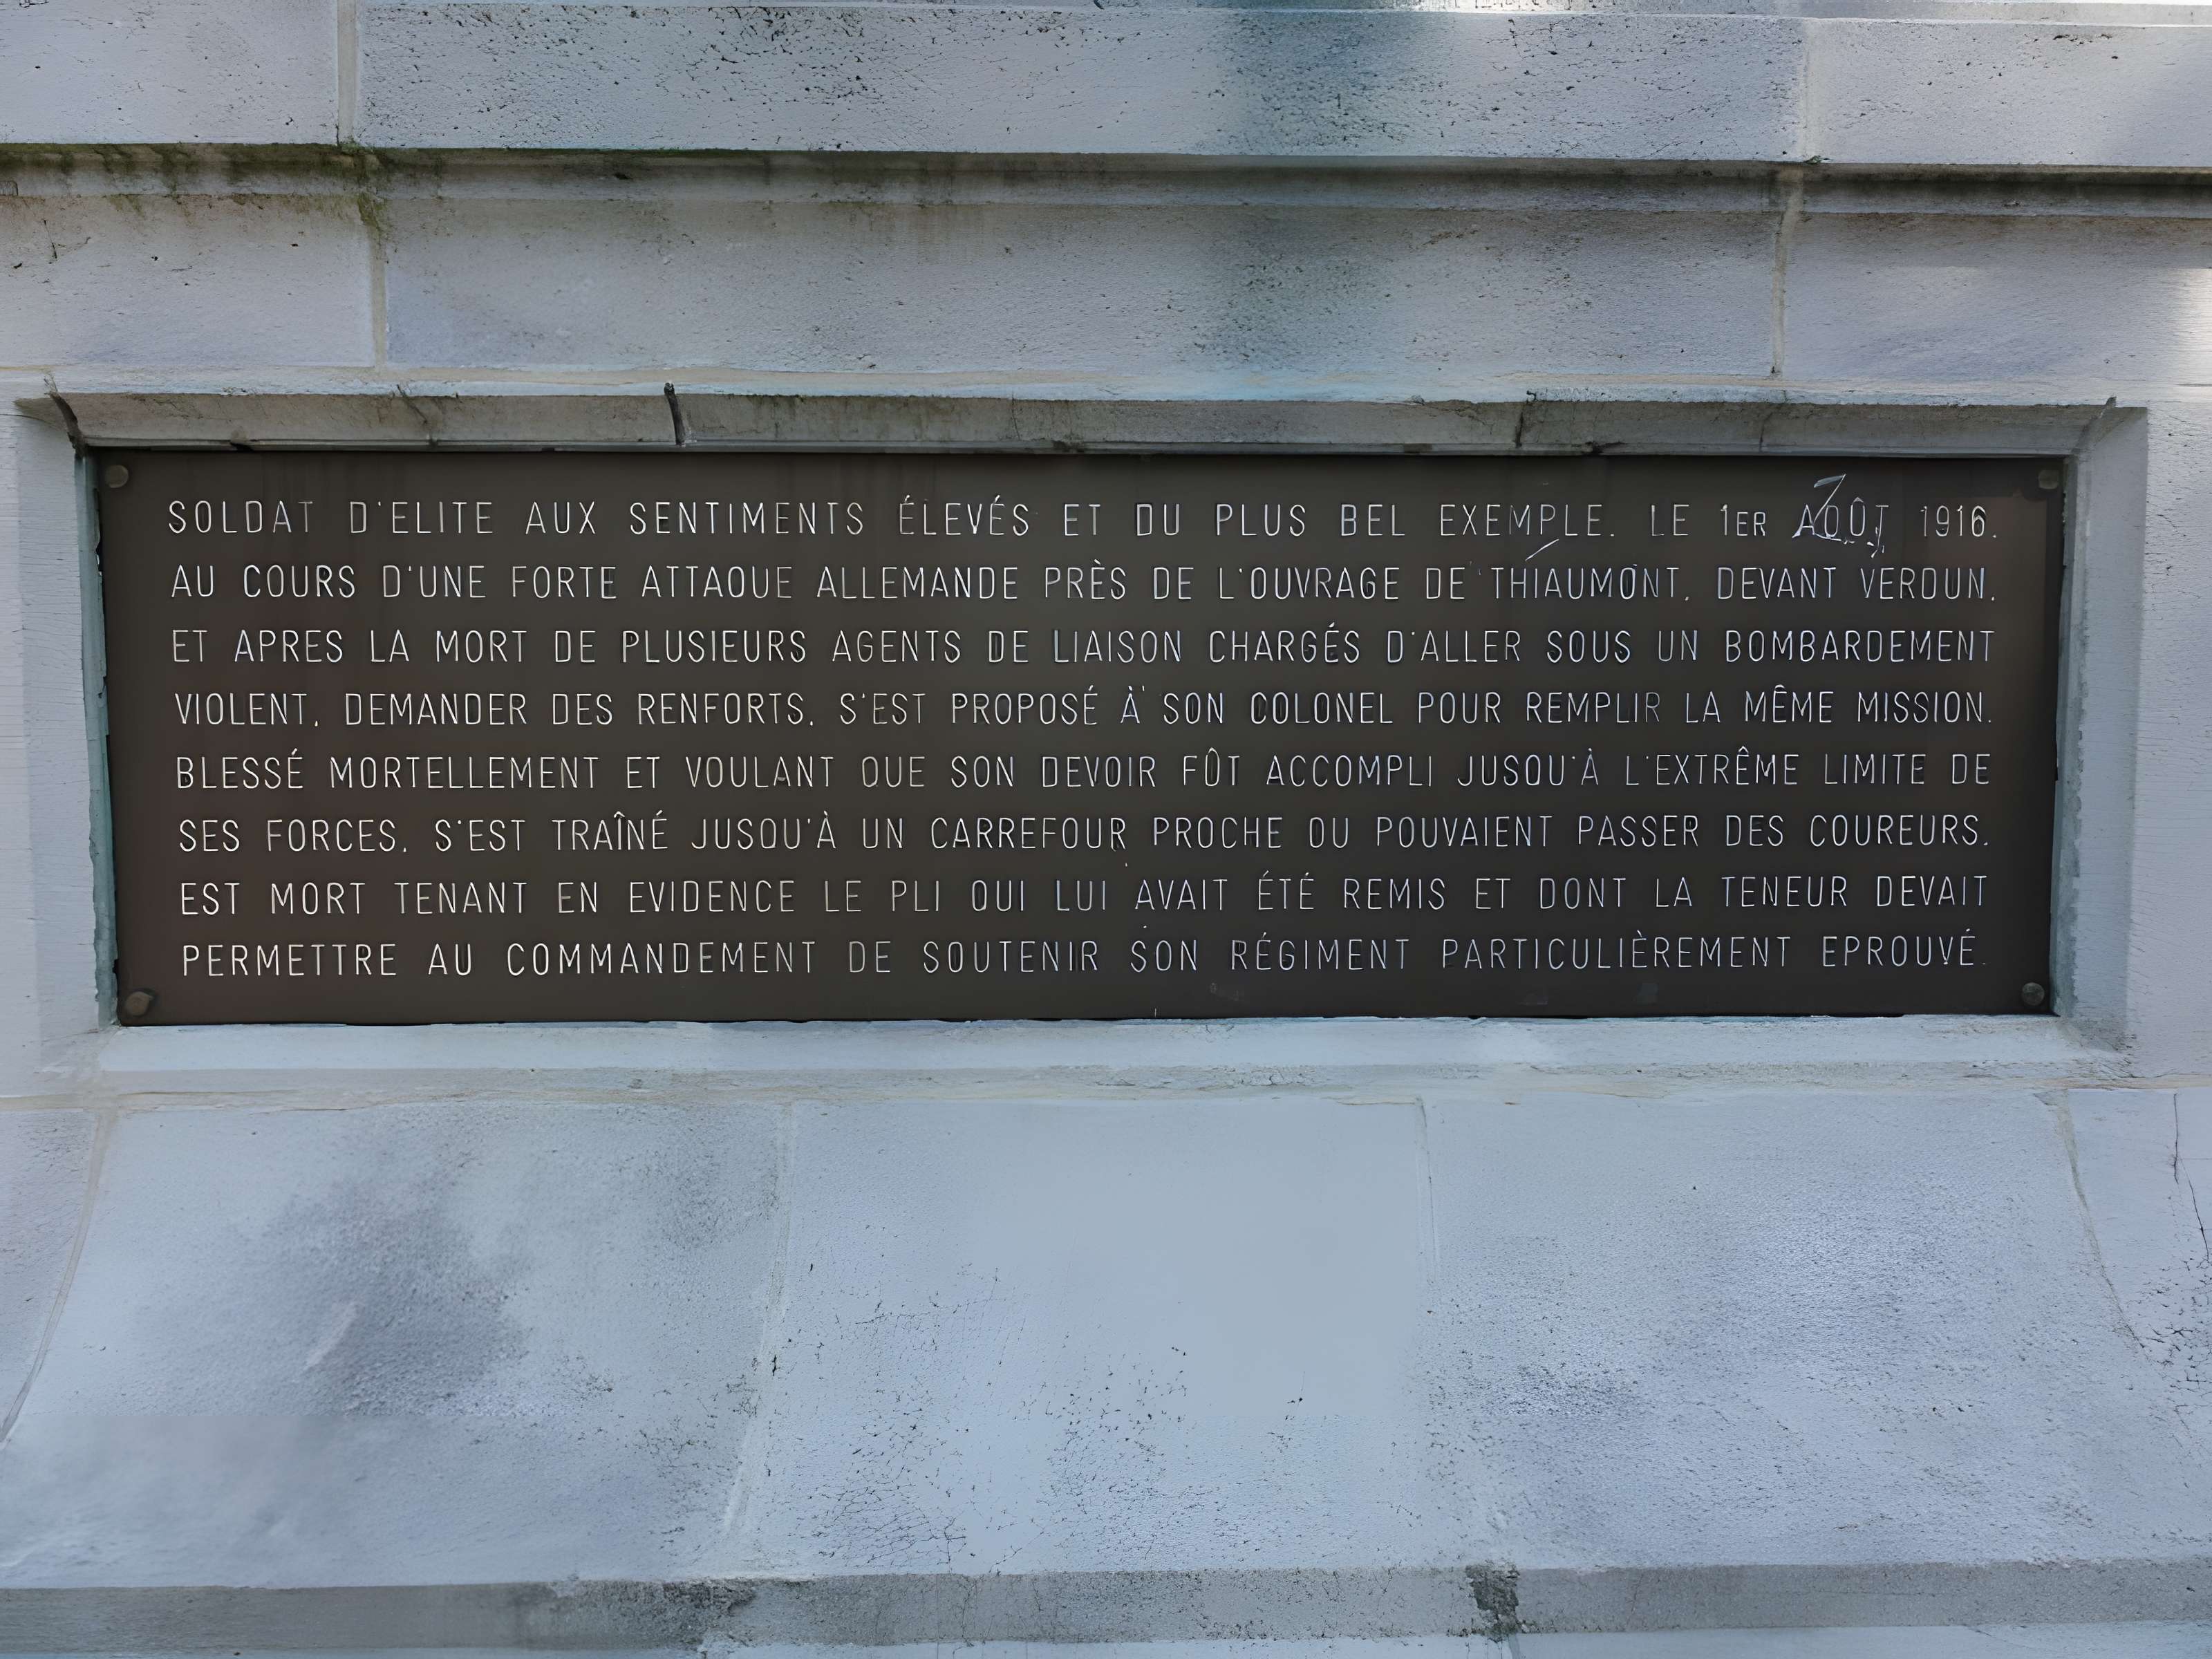 SOLDAT D'ELITE AUX SENTIMENTS ÉLEVÉS ET DU PLUS BEL EXEMPLE. LE 1ER AOÛT 1916.
AU COURS D'UNE FORTE ATTAQUE ALLEMANDE PRÈS DE L'OUVRAGE DE THIAUMONT, DEVANT VERDUN,
ET APRES LA MORT DE PLUSIEURS AGENTS DE LIAISON CHARGÉS D'ALLER SOUS UN BOMBARDEMENT
VIOLENT, DEMANDER DES RENFORTS, S'EST PROPOSÉ À SON COLONEL POUR REMPLIR LA MÊME MISSION.
BLESSÉ MORTELLEMENT ET VOULANT QUE SON DEVOIR FÛT ACCOMPLI JUSQU'À L'EXTRÊME LIMITE DE
SES FORCES, S'EST TRAÎNÉ JUSQU'À UN CARREFOUR PROCHE OU POUVAIENT PASSER DES COUREURS.
EST MORT TENANT EN EVIDENCE LE PLI QUI LUI AVAIT ÉTÉ REMIS ET DONT LA TENEUR DEVAIT
PERMETTRE AU COMMANDEMENT DE SOUTENIR SON RÉGIMENT PARTICULIÈREMENT EPROUVÉ.